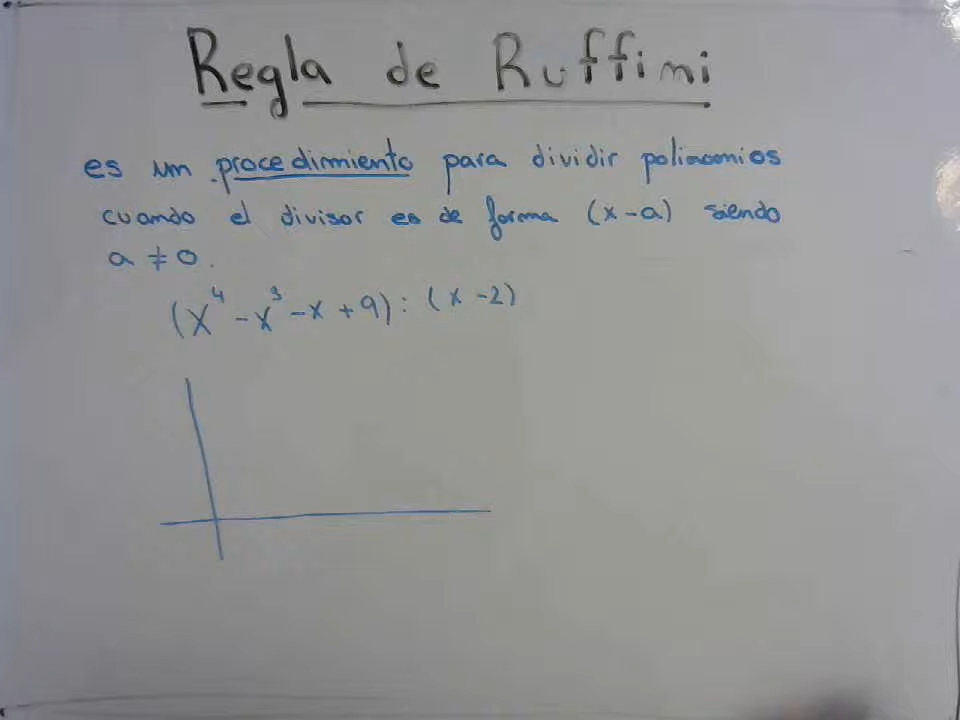 Regla de Ruffini
es un procedimiento para dividir polinomios
cuando el divisor es de forma (x-a) siendo
a ≠ 0.
(x⁴ - x³ - x + 9) : (x - 2)